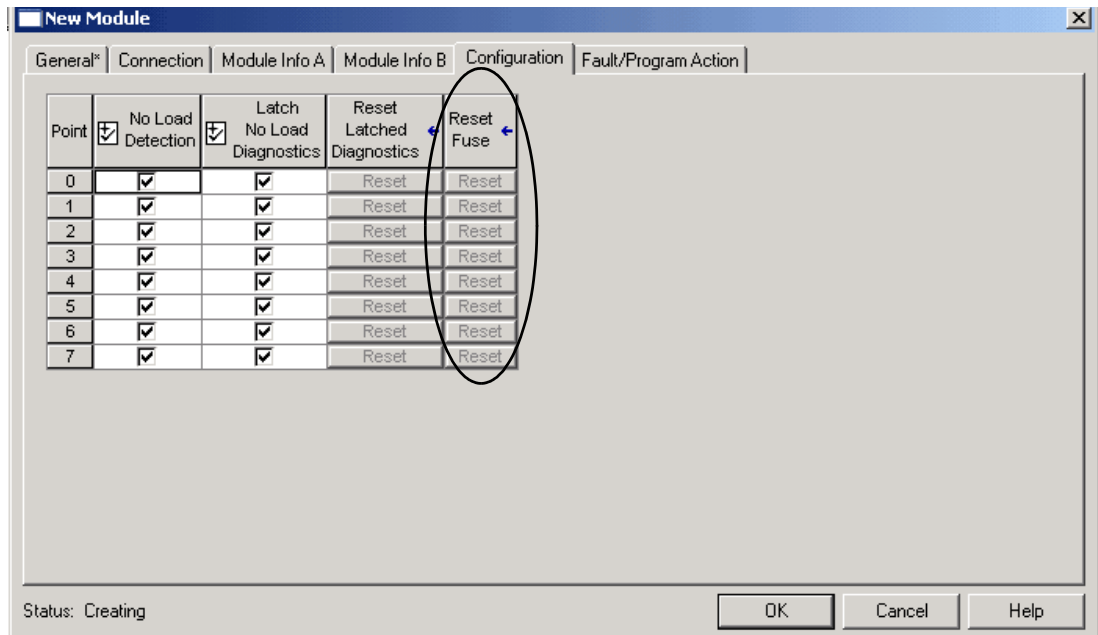 New Module
General* Connection Module Info A Module Info B Configuration Fault/Program Action
Point No Load Detection Latch No Load Diagnostics Reset Latched Diagnostics Reset Fuse
0 Reset Reset
1 Reset Reset
2 Reset Reset
3 Reset Reset
4 Reset Reset
5 Reset Reset
6 Reset Reset
7 Reset Reset
Status: Creating OK Cancel Help